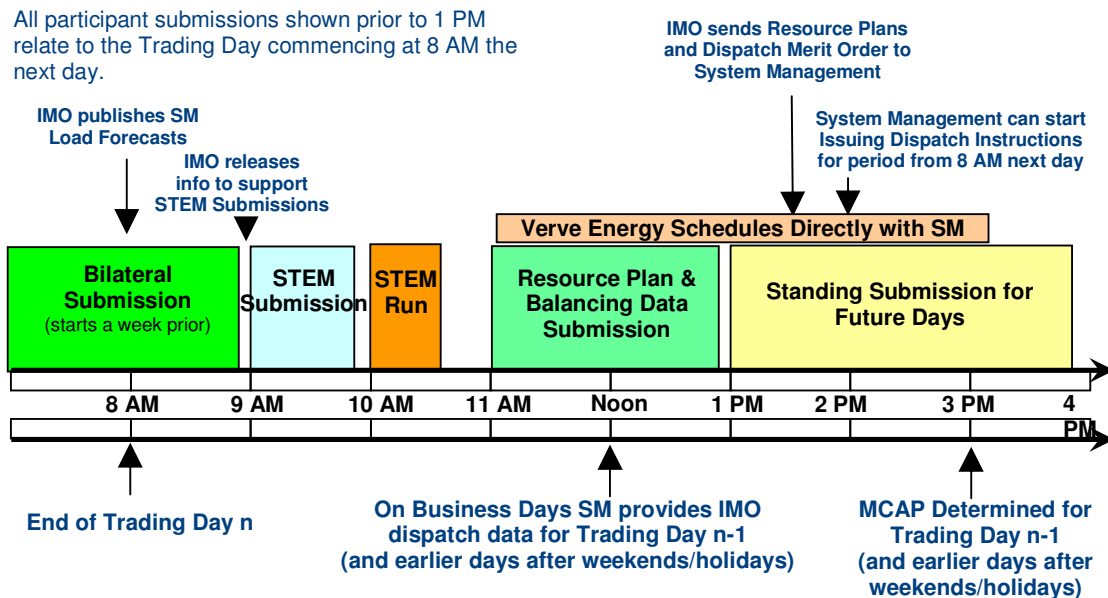 All participant submissions shown prior to 1 PM
relate to the Trading Day commencing at 8 AM the
next day.
IMO sends Resource Plans
and Dispatch Merit Order to
System Management
IMO publishes SM
Load Forecasts
System Management can start
Issuing Dispatch Instructions
for period from 8 AM next day
IMO releases
info to support
STEM Submissions
Verve Energy Schedules Directly with SM
Bilateral
Submission
(starts a week prior)
STEM
Submission
STEM
Run
Resource Plan &
Balancing Data
Submission
Standing Submission for
Future Days
8 AM
9 AM
10 AM
11 AM
Noon
1 PM
2 PM
3 PM
4
PM
End of Trading Day n
On Business Days SM provides IMO
dispatch data for Trading Day n-1
(and earlier days after weekends/holidays)
MCAP Determined for
Trading Day n-1
(and earlier days after
weekends/holidays)